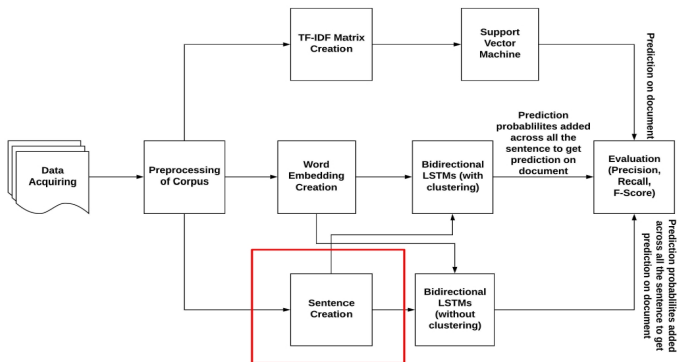 TF-IDF Matrix
Creation
Support
Vector
Machine
Prediction on document
Data
Acquiring
Preprocessing
of Corpus
Word
Embedding
Creation
Bidirectional
LSTMs (with
clustering)
Prediction
probablilites added
across all the
sentence to get
prediction on
document
Evaluation
(Precision,
Recall,
F-Score)
Sentence
Creation
Bidirectional
LSTMs
(without
clustering)
Prediction probablilites added
across all the sentence to get
prediction on document